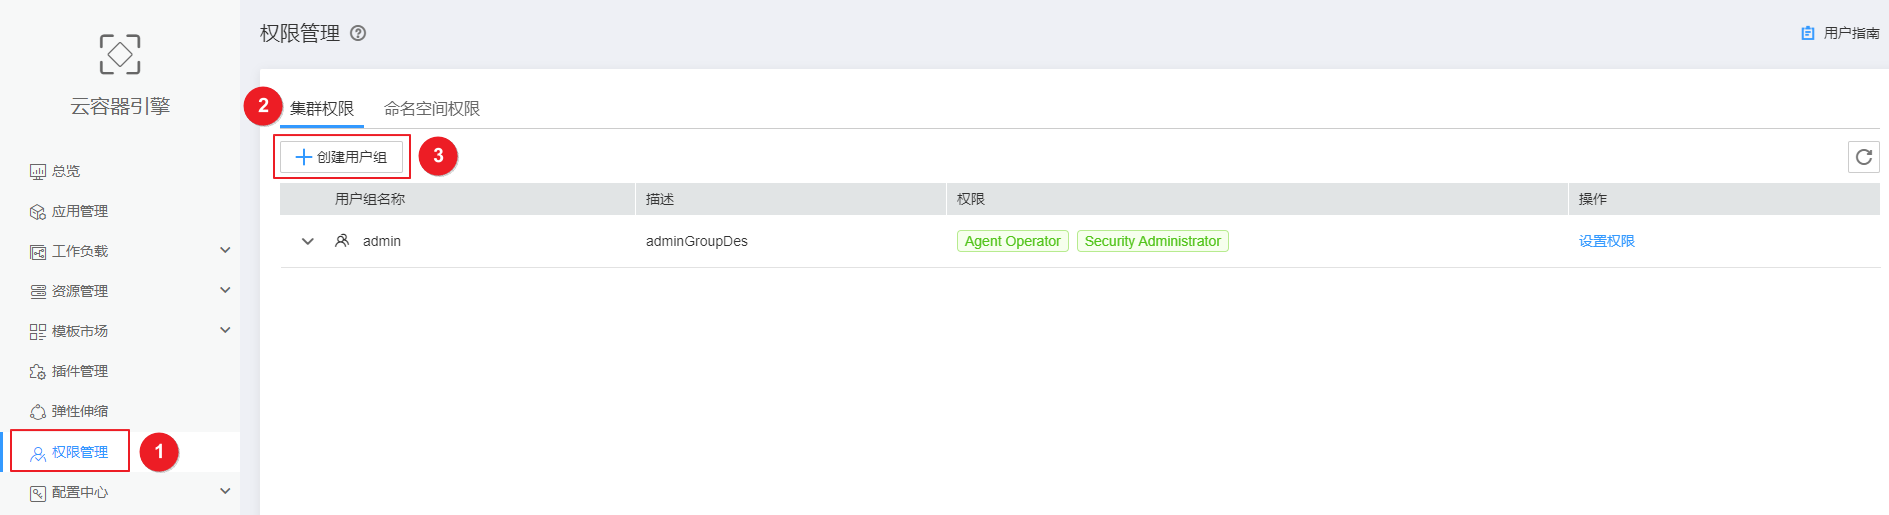 云容器引擎
总览
应用管理
工作负载
资源管理
模板市场
插件管理
弹性伸缩
权限管理 1
配置中心
权限管理 ?
用户指南
2 集群权限 命名空间权限
+ 创建用户组 3
用户组名称 描述 权限 操作
admin adminGroupDes Agent Operator Security Administrator 设置权限